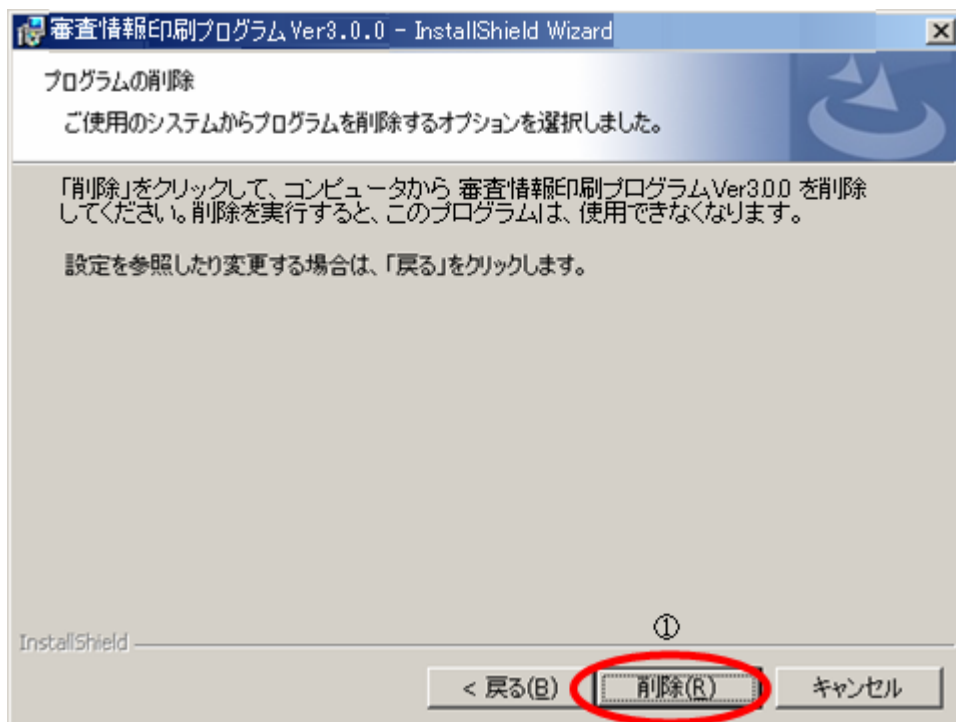 審査情報印刷プログラム Ver3.0.0 - InstallShield Wizard
プログラムの削除
ご使用のシステムからプログラムを削除するオプションを選択しました。
「削除」をクリックして、コンピュータから 審査情報印刷プログラムVer3.0.0 を削除
してください。削除を実行すると、このプログラムは、使用できなくなります。
設定を参照したり変更する場合は、「戻る」をクリックします。
①
InstallShield
< 戻る(B)
削除(R)
キャンセル